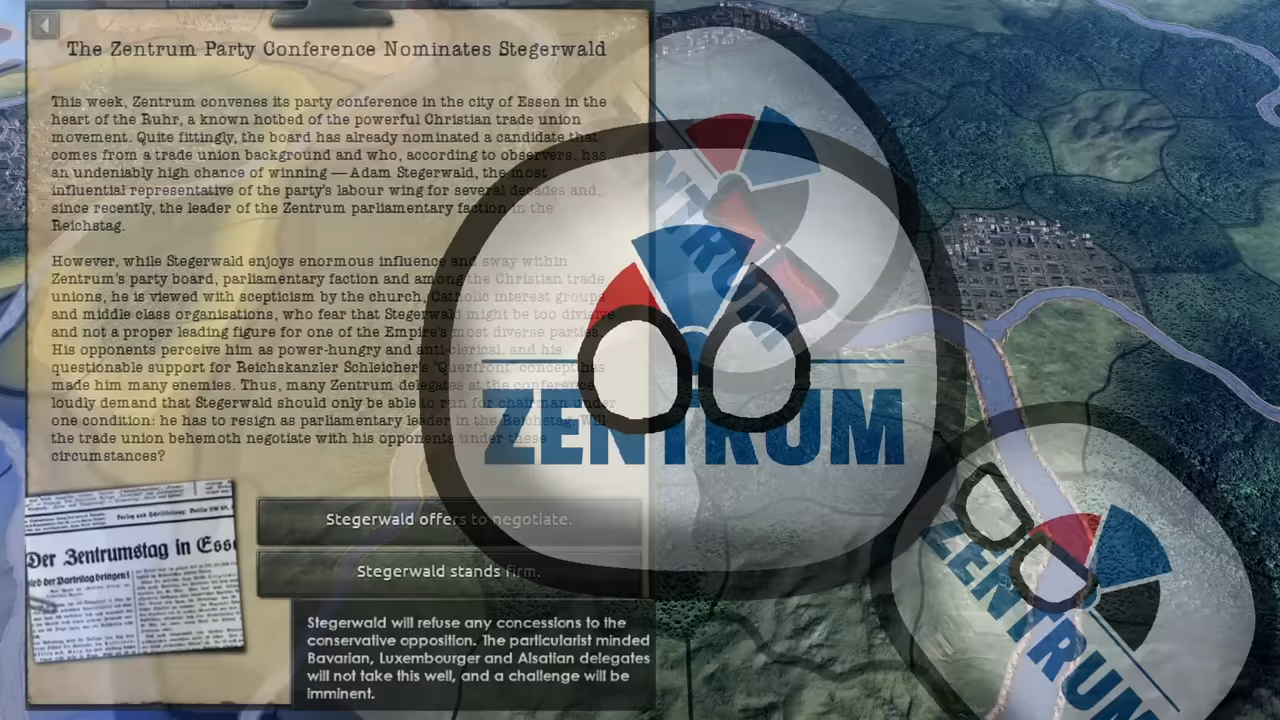 The Zentrum Party Conference Nominates Stegerwald
This week, Zentrum convenes its party conference in the city of Essen in the
heart of the Ruhr, a known hotbed of the powerful Christian trade union
movement. Quite fittingly, the board has already nominated a candidate that
comes from a trade union background and who, according to observers, has
an undeniably high chance of winning — Adam Stegerwald, the most
influential representative of the party's labour wing for several decades and,
since recently, the leader of the Zentrum parliamentary faction in the
Reichstag.
However, while Stegerwald enjoys enormous influence and sway within
Zentrum's party board, parliamentary faction and among the Christian trade
unions, he is viewed with scepticism by the church, Catholic interest groups
and middle class organisations, who fear that Stegerwald might be too divisive
and not a proper leading figure for one of the Empire's most diverse parties.
His opponents perceive him as power-hungry and anti-clerical, and his
questionable support for Reichskanzler Schleicher's "Querfront" concept has
made him many enemies. Thus, many Zentrum delegates at the conference
loudly demand that Stegerwald should only be able to run for chairman under
one condition: he has to resign as parliamentary leader in the Reichstag. Will
the trade union behemoth negotiate with his opponents under these
circumstances?
Der Zentrumstag in Ess
Stegerwald offers to negotiate.
Stegerwald stands firm.
Stegerwald will refuse any concessions to the
conservative opposition. The particularist minded
Bavarian, Luxembourger and Alsatian delegates
will not take this well, and a challenge will be
imminent.
ZENTRUM
NTRUM
ZENTRUM